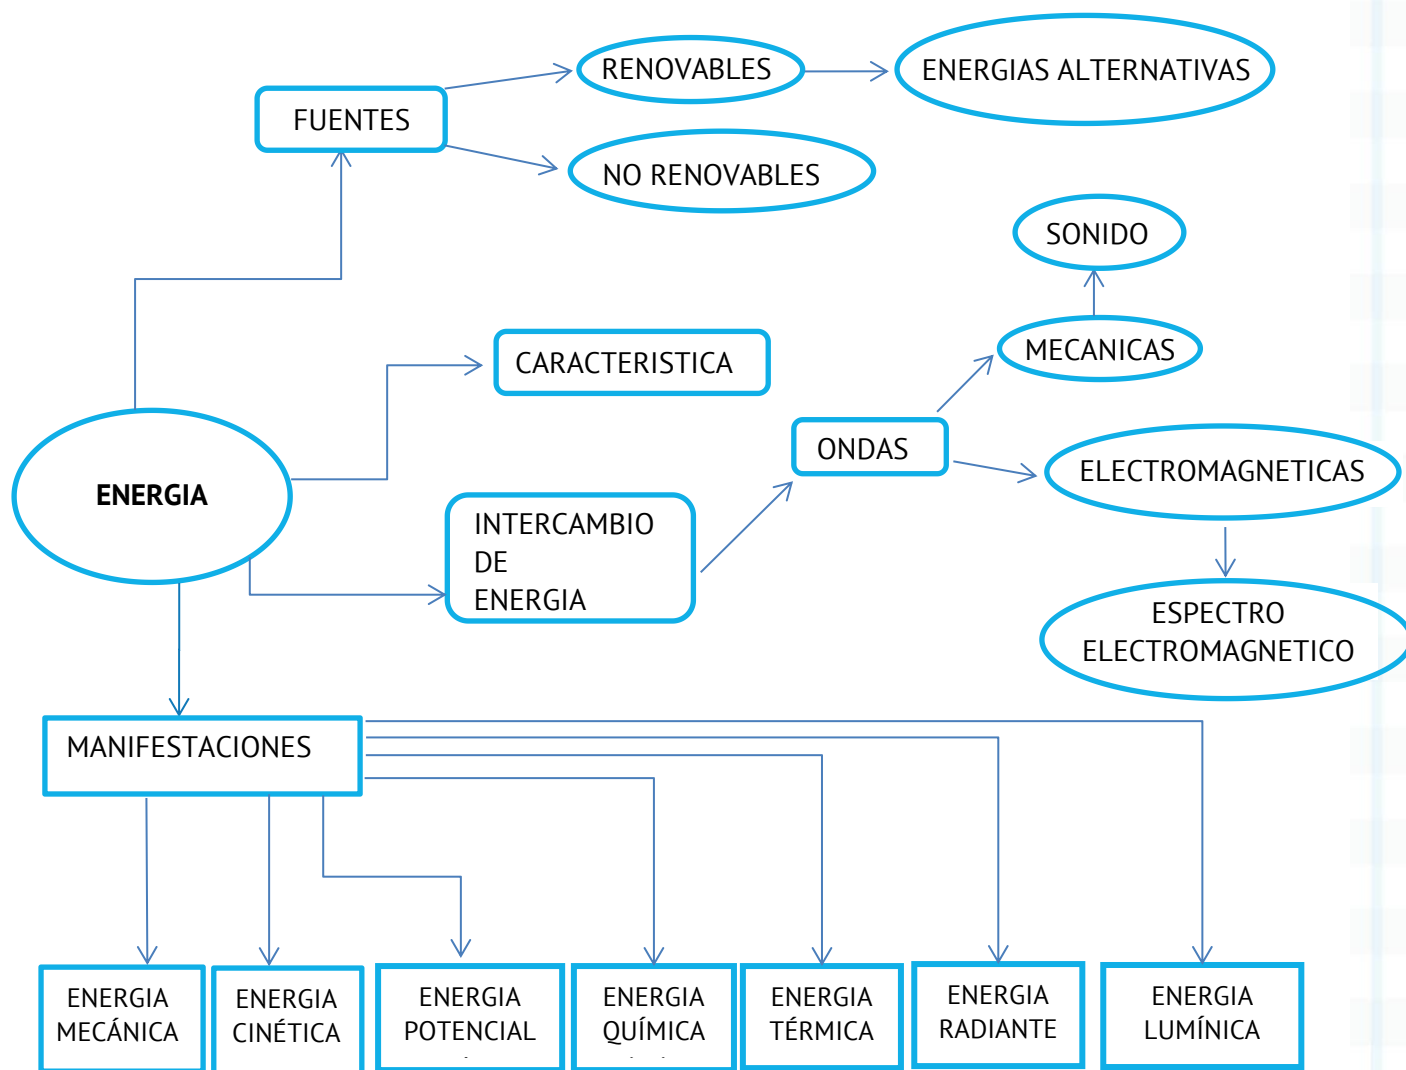 RENOVABLES
ENERGIAS ALTERNATIVAS
FUENTES
NO RENOVABLES
SONIDO
MECANICAS
CARACTERISTICA
ONDAS
ELECTROMAGNETICAS
ENERGIA
INTERCAMBIO
DE
ENERGIA
ESPECTRO
ELECTROMAGNETICO
MANIFESTACIONES
ENERGIA
MECÁNICA
ENERGIA
CINÉTICA
ENERGIA
POTENCIAL
ENERGIA
QUÍMICA
ENERGIA
TÉRMICA
ENERGIA
RADIANTE
ENERGIA
LUMÍNICA